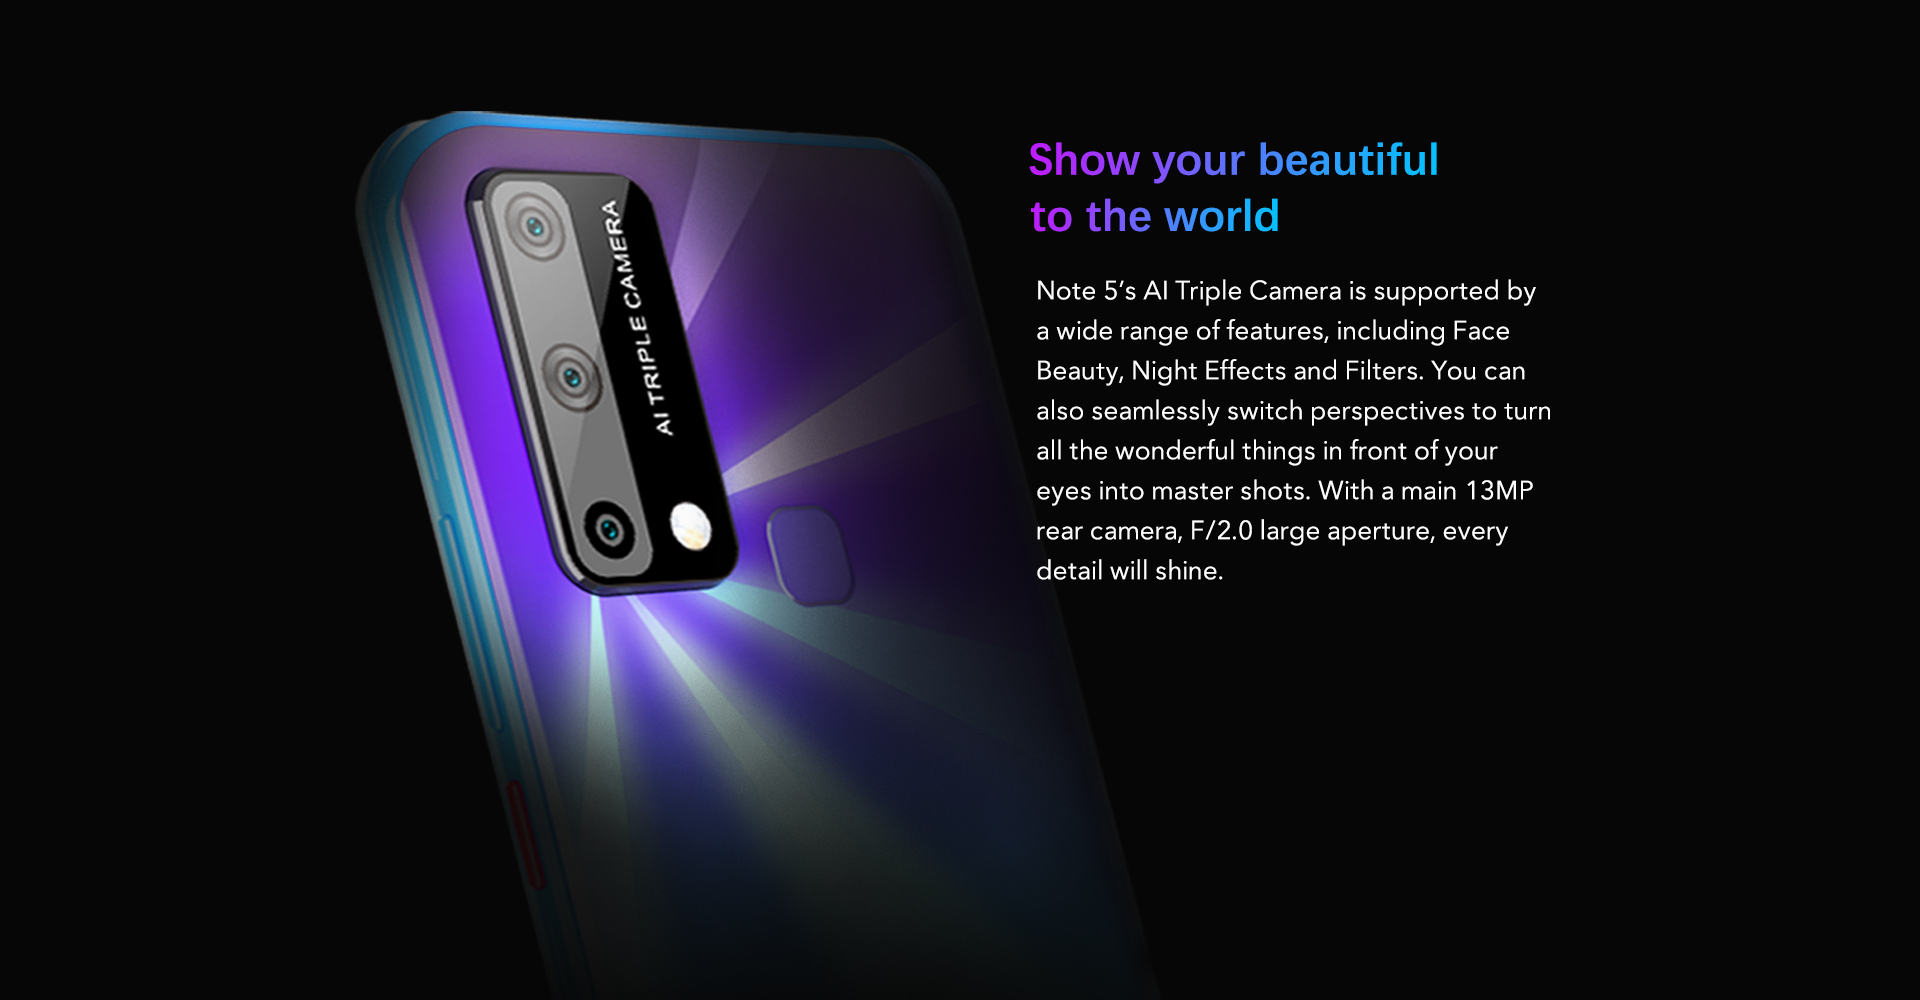 Show your beautiful
to the world
Note 5‘s AI Triple Camera is supported by
a wide range of features, including Face
Beauty, Night Effects and Filters. You can
also seamlessly switch perspectives to turn
all the wonderful things in front of your
eyes into master shots. With a main 13MP
rear camera, F/2.0 large aperture, every
detail will shine.
AI TRIPLE CAMERA